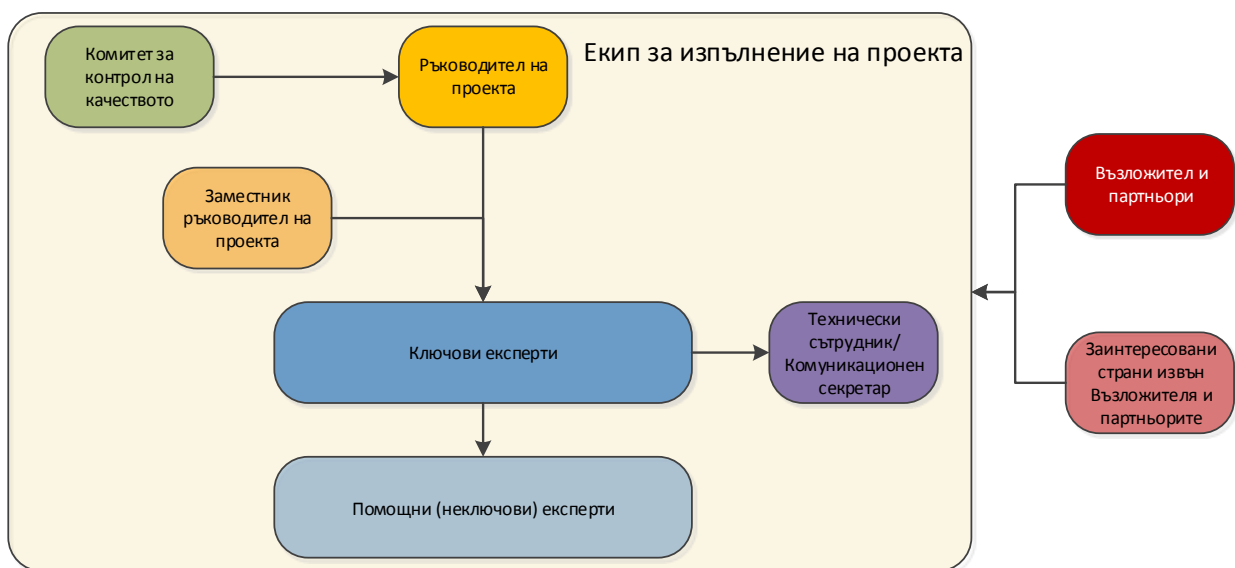 Екип за изпълнение на проекта
Комитет за
контрол на
качеството
Ръководител на
проекта
Заместник
ръководител на
проекта
Ключови експерти
Технически
сътрудник/
Комуникационен
секретар
Помощни (неключови) експерти
Възложител и
партньори
Заинтересовани
страни извън
Възложителя и
партньорите